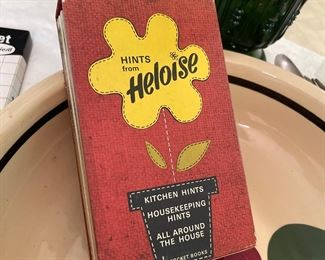 HINTS
from
Heloise
KITCHEN HINTS
HOUSEKEEPING
HINTS
ALL AROUND
THE HOUSE
POCKET BOOKS